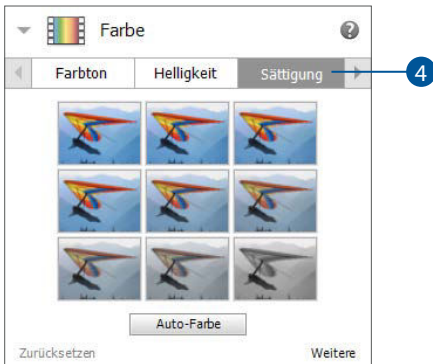 Farbe
?
Farbton Helligkeit Sättigung
4
Auto-Farbe
Zurücksetzen Weitere